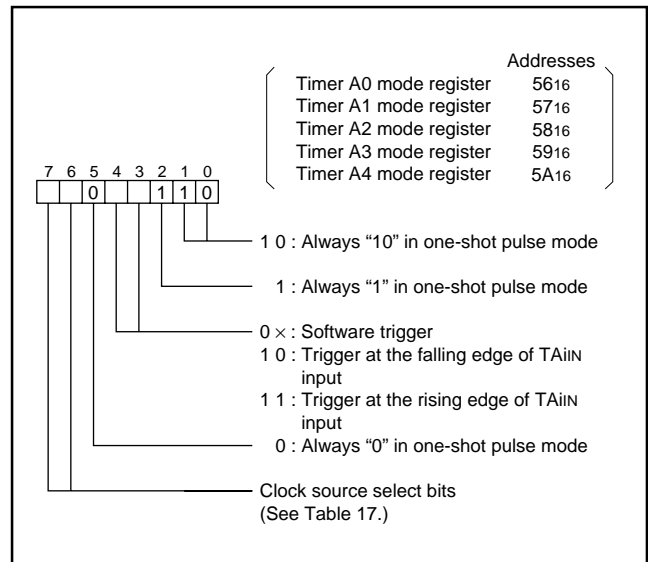 Addresses
Timer A0 mode register 5616
Timer A1 mode register 5716
Timer A2 mode register 5816
Timer A3 mode register 5916
Timer A4 mode register 5A16
7 6 5 4 3 2 1 0
0 1 1 0
1 0 : Always “10” in one-shot pulse mode
1 : Always “1” in one-shot pulse mode
0 × : Software trigger
1 0 : Trigger at the falling edge of TAiIN
input
1 1 : Trigger at the rising edge of TAiIN
input
0 : Always “0” in one-shot pulse mode
Clock source select bits
(See Table 17.)